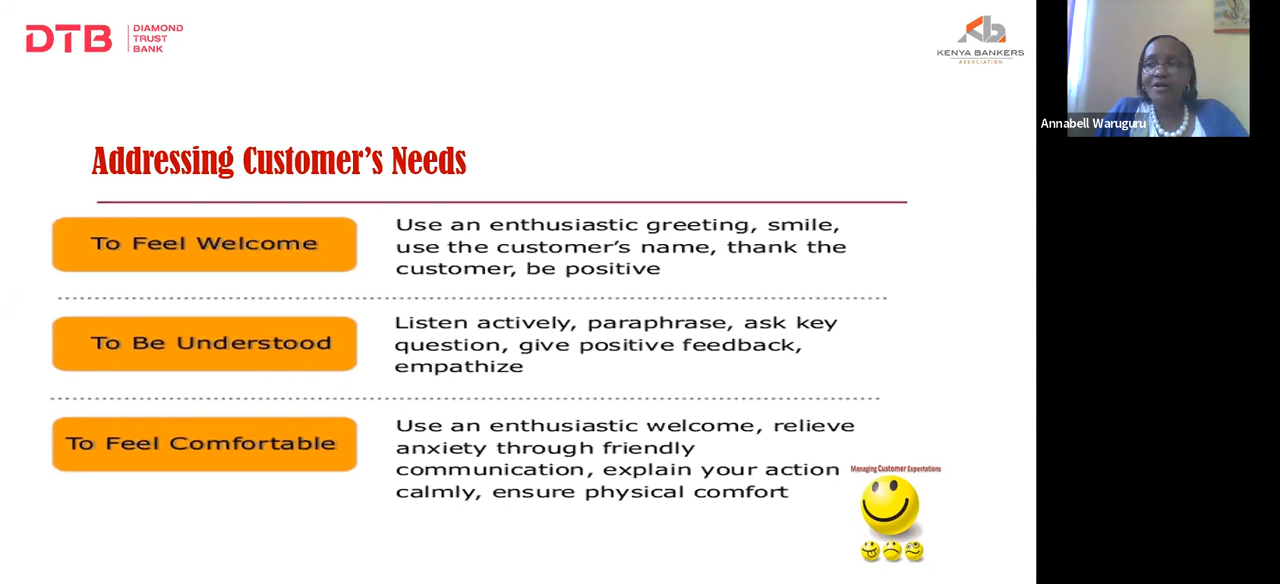 DTB
DIAMOND
TRUST
BANK
kb
KENYA BANKERS
ASSOCIATION
Annabell Waruguru
Addressing Customer's Needs
To Feel Welcome
Use an enthusiastic greeting, smile,
use the customer's name, thank the
customer, be positive
To Be Understood
Listen actively, paraphrase, ask key
question, give positive feedback,
empathize
To Feel Comfortable
Use an enthusiastic welcome, relieve
anxiety through friendly
communication, explain your action
calmly, ensure physical comfort
Managing Customer Expectations